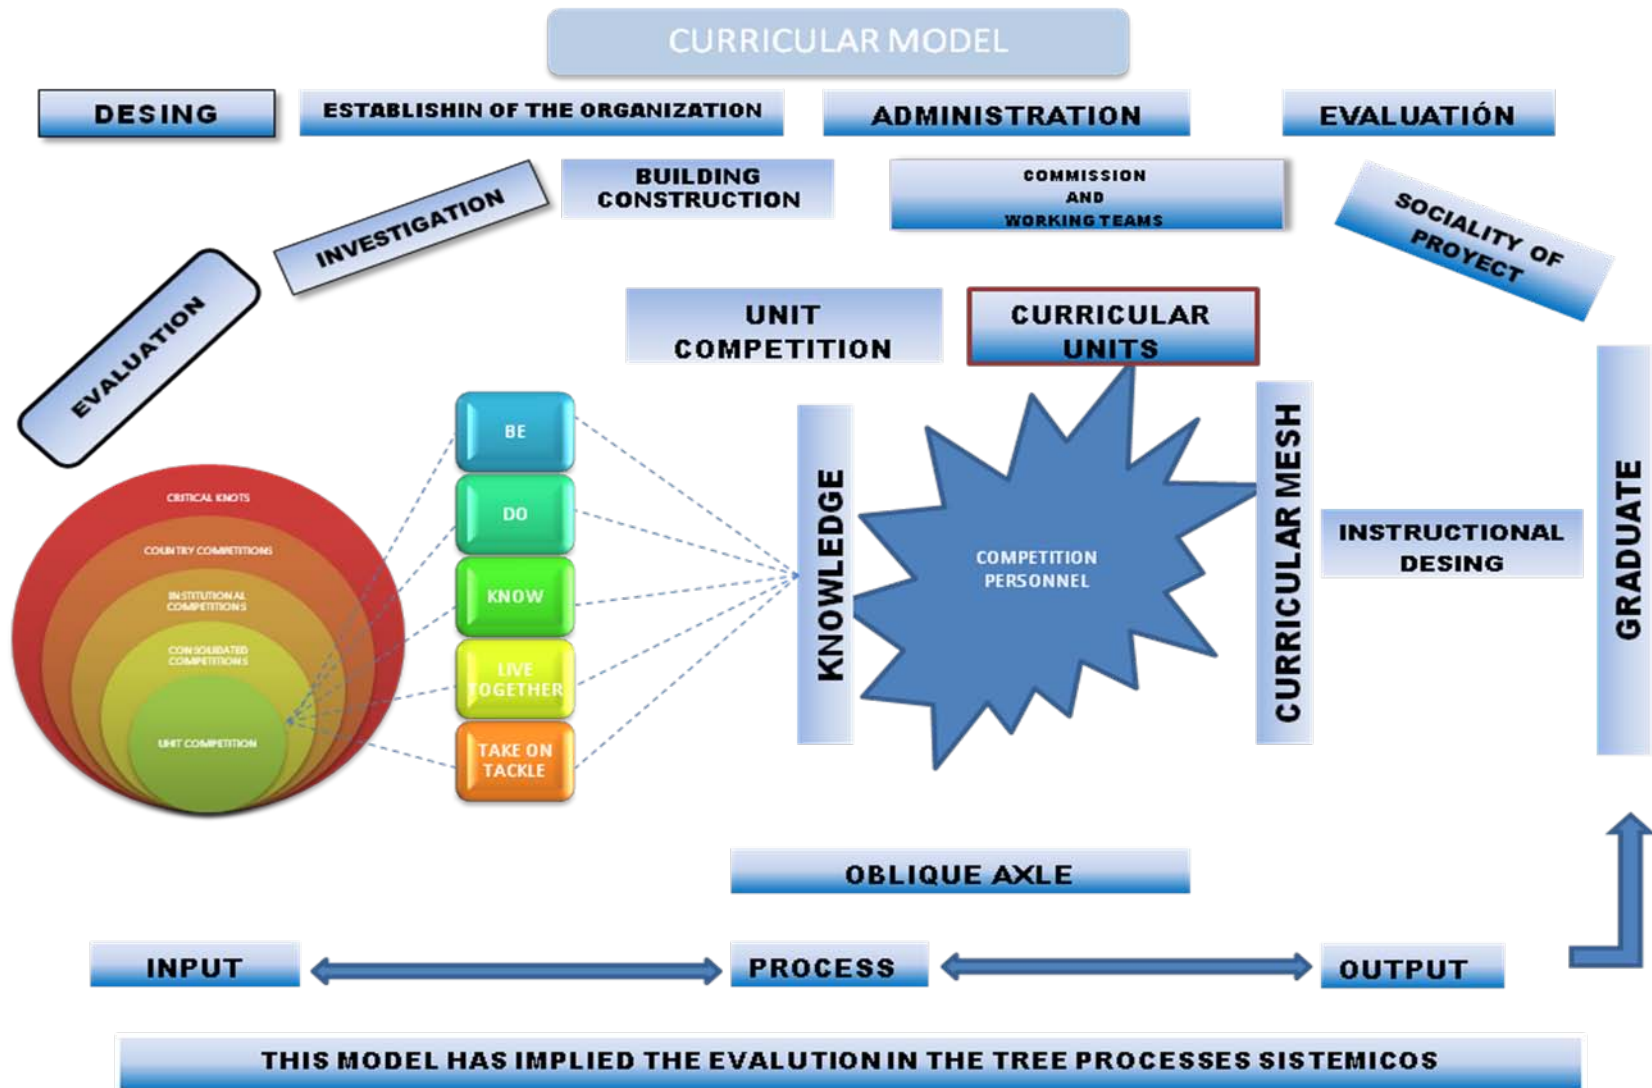 CURRICULAR MODEL
DESING
ESTABLISHIN OF THE ORGANIZATION
ADMINISTRATION
EVALUATIÓN
EVALUATION
INVESTIGATION
BUILDING
CONSTRUCTION
COMMISSION
AND
WORKING TEAMS
SOCIALITY OF
PROYECT
UNIT
COMPETITION
CURRICULAR
UNITS
CRITICAL KNOTS
COUNTRY COMPETITIONS
INSTITUTIONAL
COMPETITIONS
CONSOLIDATED
COMPETITIONS
UNIT COMPETITION
BE
DO
KNOW
LIVE
TOGETHER
TAKE ON
TACKLE
KNOWLEDGE
COMPETITION
PERSONNEL
CURRICULAR MESH
INSTRUCTIONAL
DESING
GRADUATE
OBLIQUE AXLE
INPUT
PROCESS
OUTPUT
THIS MODEL HAS IMPLIED THE EVALUTION IN THE TREE PROCESSES SISTEMICOS